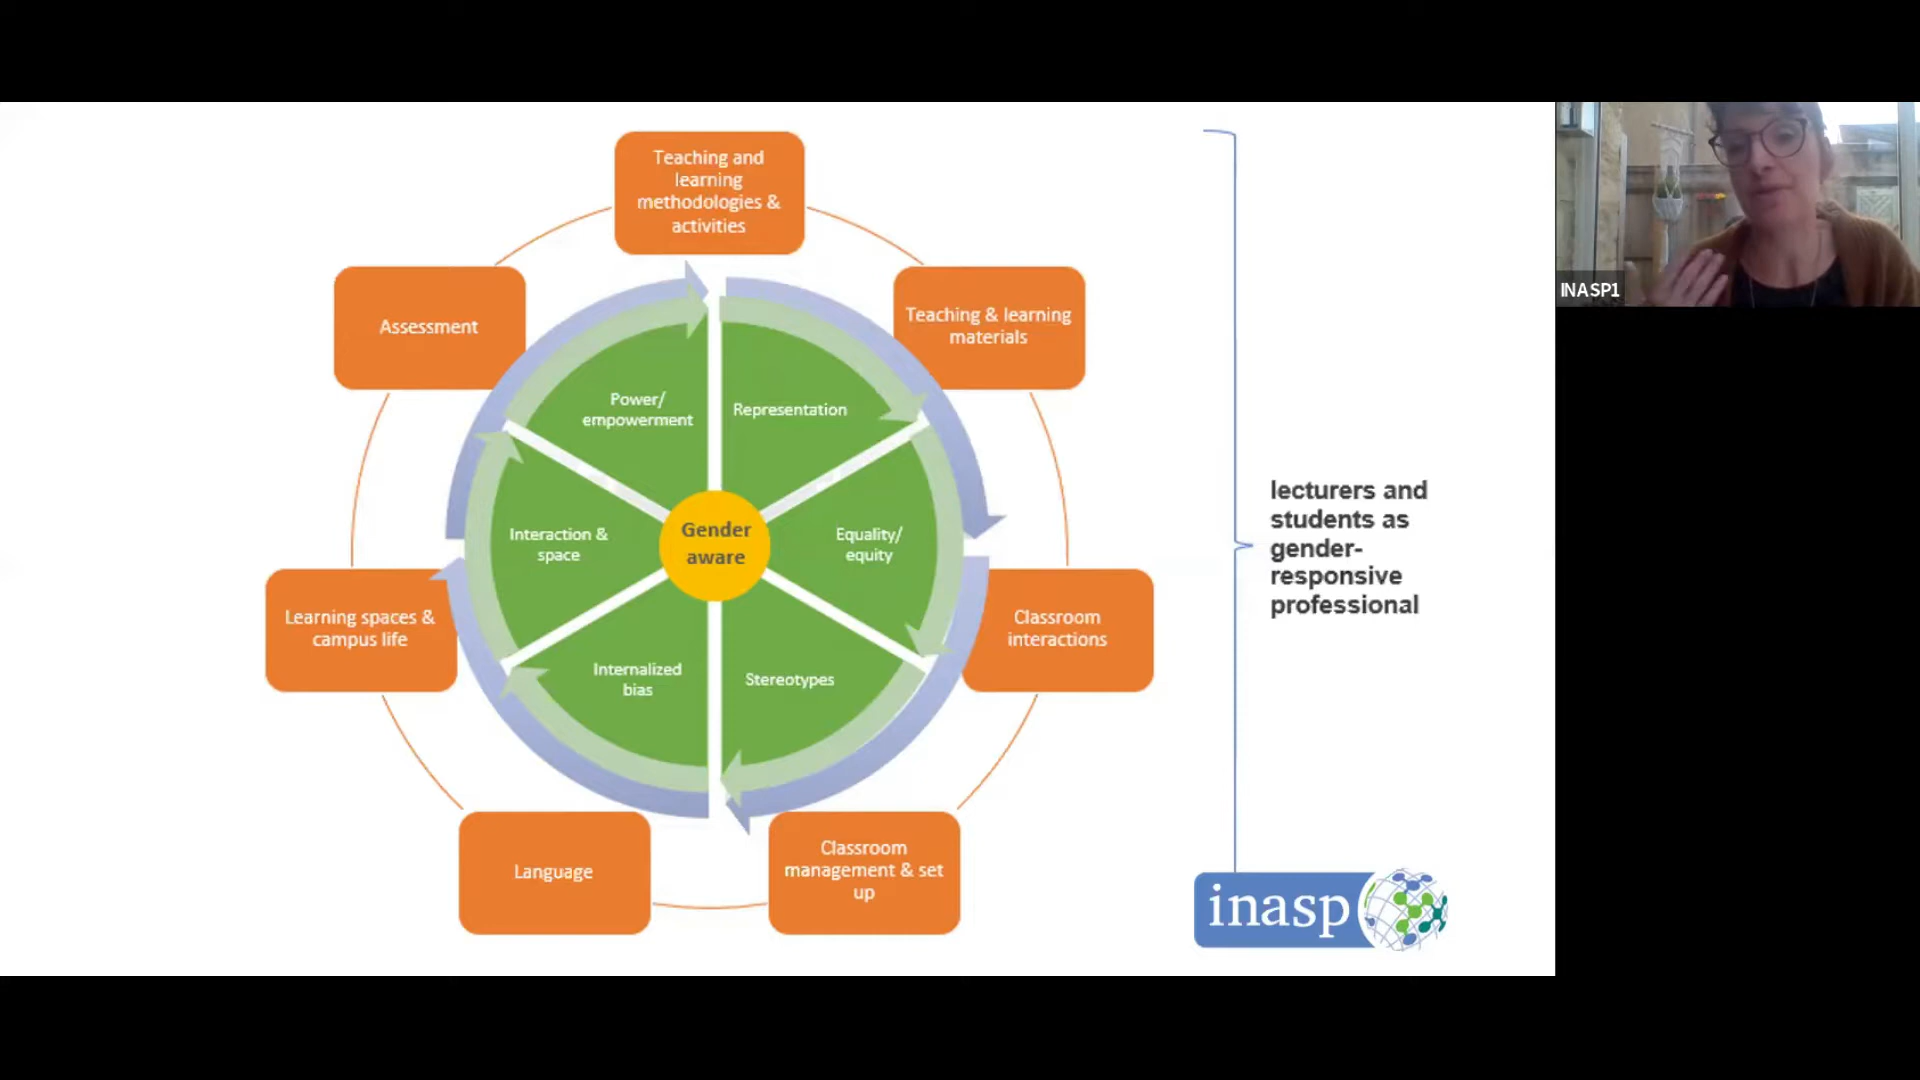 Teaching and
learning
methodologies &
activities
Assessment
Teaching & learning
materials
Power/
empowerment
Representation
Interaction &
space
Gender
aware
Equality/
equity
Internalized
bias
Stereotypes
Learning spaces &
campus life
Classroom
interactions
Language
Classroom
management & set
up
lecturers and
students as
gender-
responsive
professional
inasp
INASP1